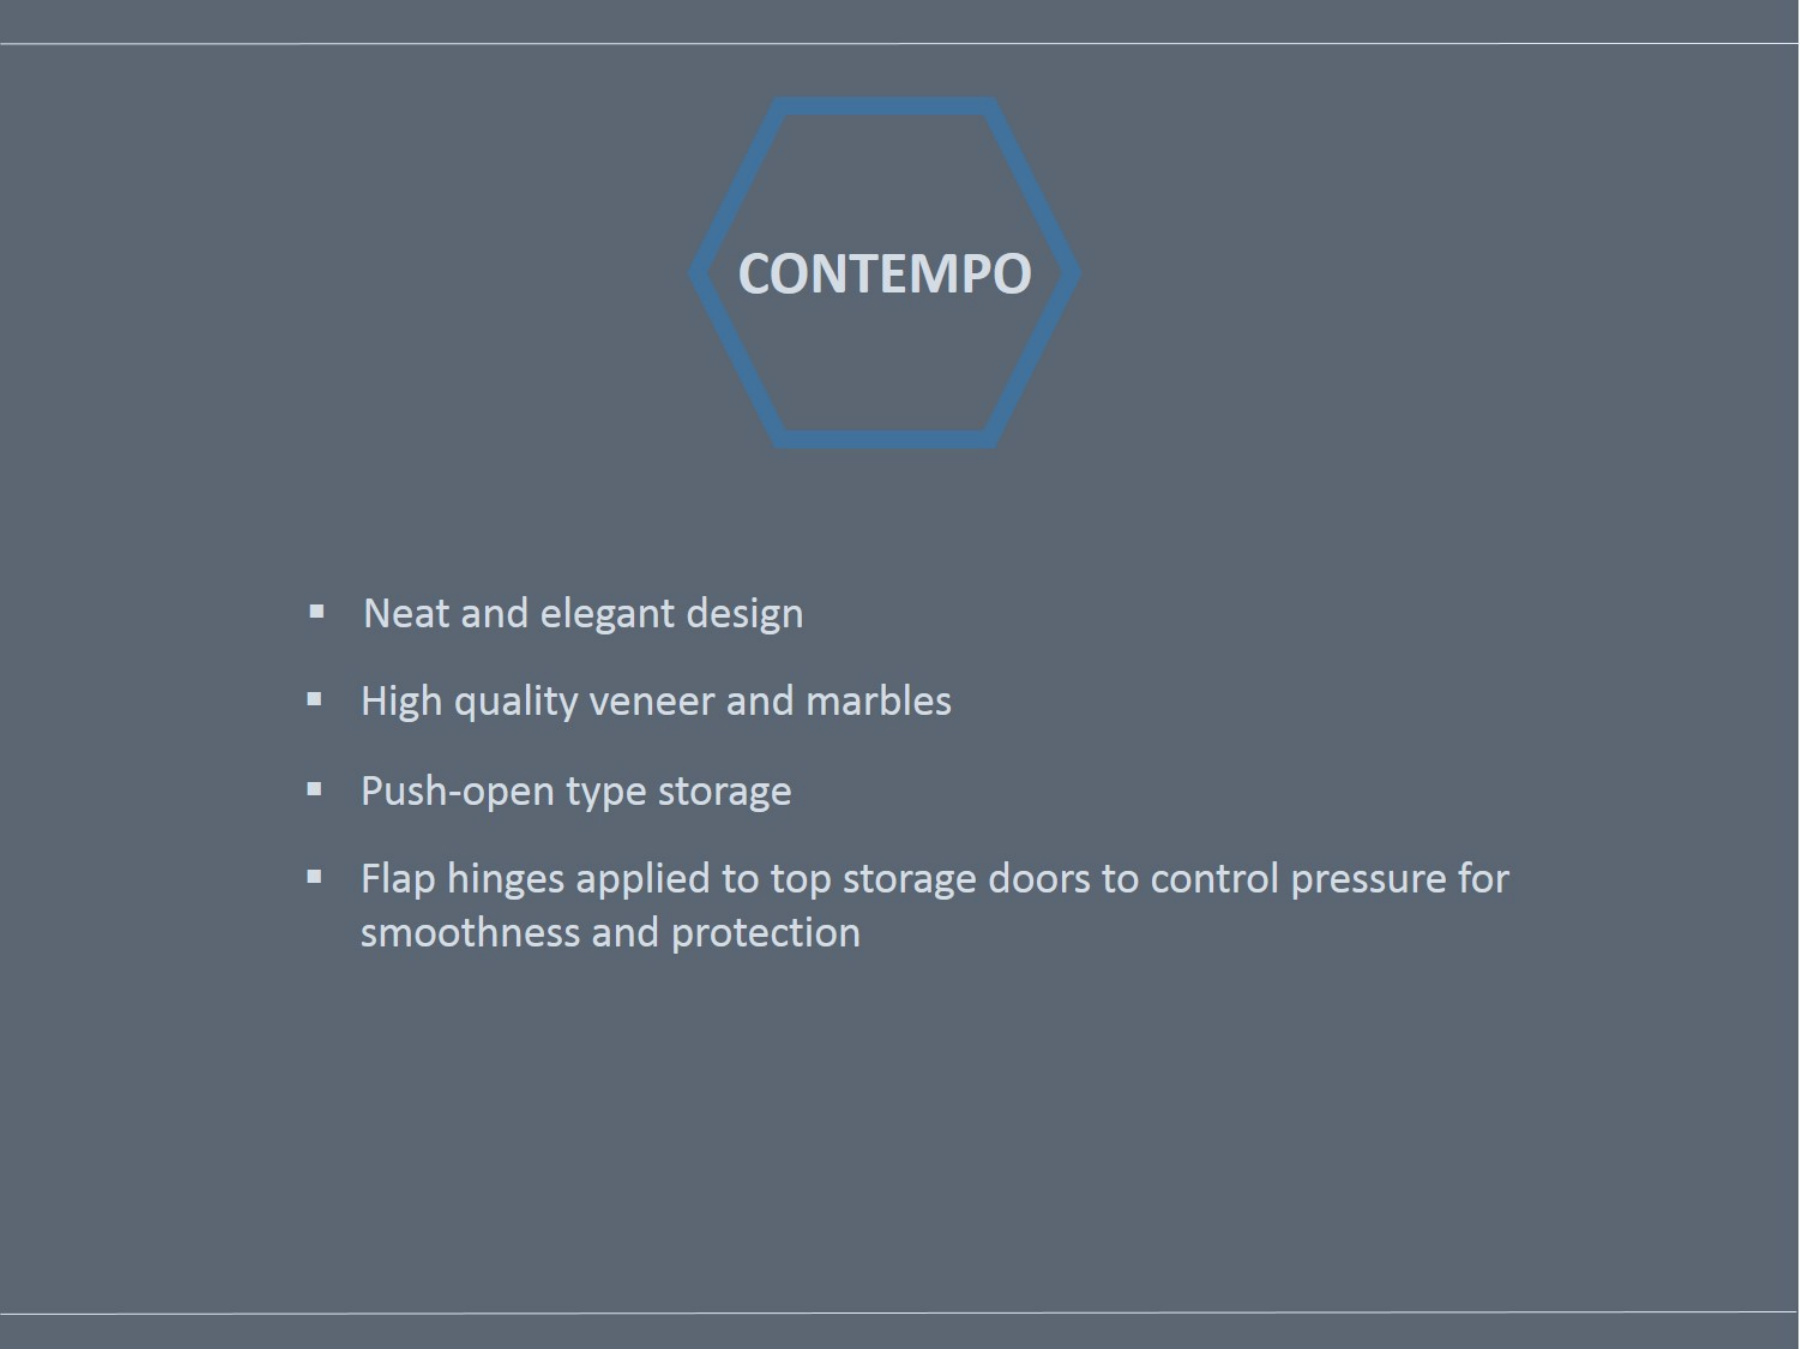 CONTEMPO
▪ Neat and elegant design
▪ High quality veneer and marbles
▪ Push-open type storage
▪ Flap hinges applied to top storage doors to control pressure for
smoothness and protection